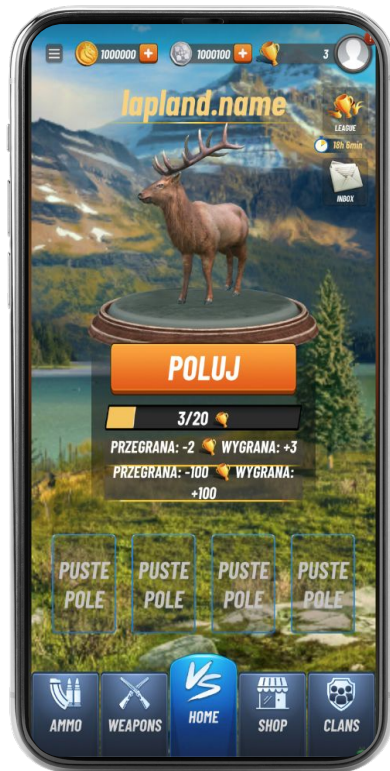 1000000
1000100
3
lapland.name
LEAGUE
18h 6min
INBOX
POLUJ
3/20
PRZEGRANA: -2 WYGRANA: +3
PRZEGRANA: -100 WYGRANA:
+100
PUSTE
POLE
PUSTE
POLE
PUSTE
POLE
PUSTE
POLE
VS
AMMO
WEAPONS
HOME
SHOP
CLANS